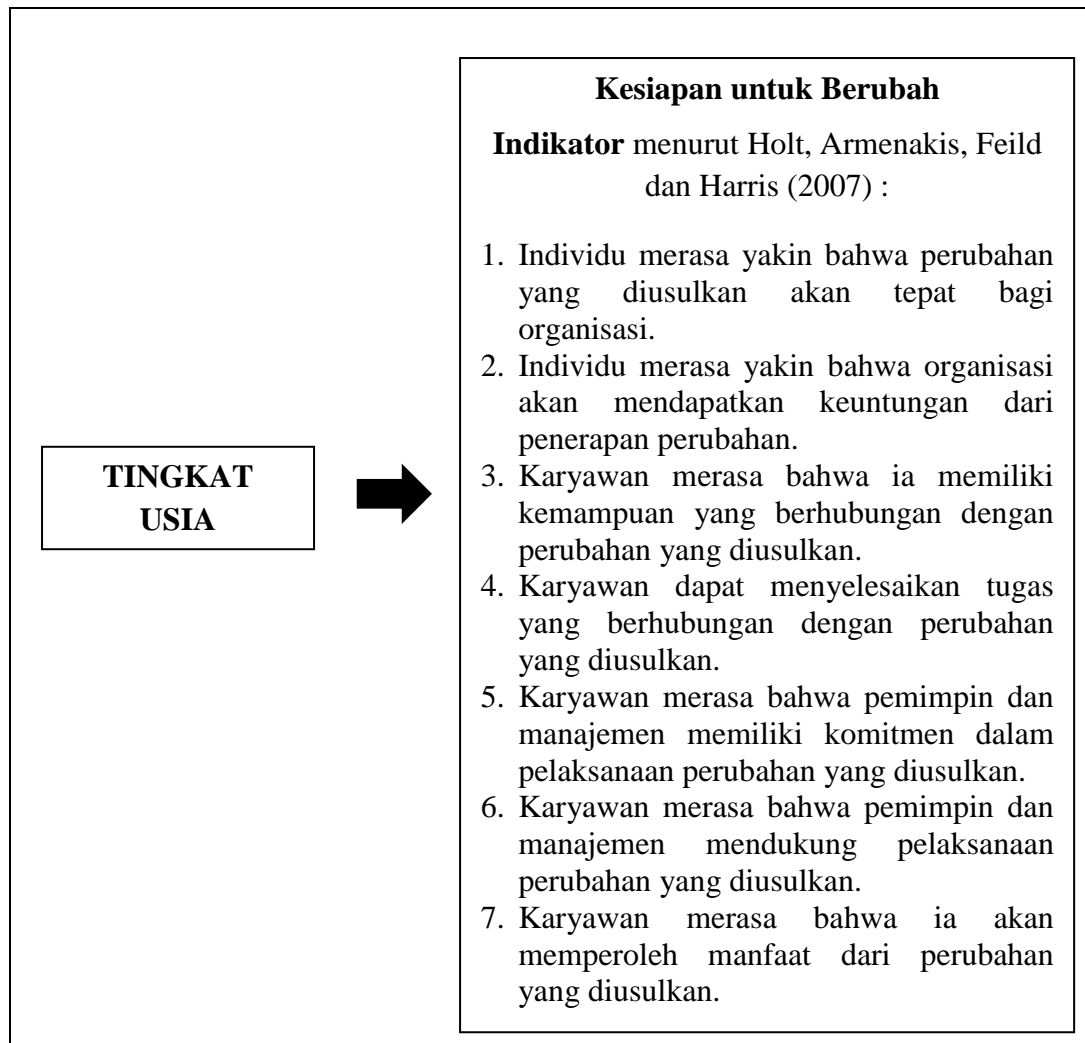 TINGKAT
USIA
Kesiapan untuk Berubah
Indikator menurut Holt, Armenakis, Feild
dan Harris (2007) :
1. Individu merasa yakin bahwa perubahan
yang diusulkan akan tepat bagi
organisasi.
2. Individu merasa yakin bahwa organisasi
akan mendapatkan keuntungan dari
penerapan perubahan.
3. Karyawan merasa bahwa ia memiliki
kemampuan yang berhubungan dengan
perubahan yang diusulkan.
4. Karyawan dapat menyelesaikan tugas
yang berhubungan dengan perubahan
yang diusulkan.
5. Karyawan merasa bahwa pemimpin dan
manajemen memiliki komitmen dalam
pelaksanaan perubahan yang diusulkan.
6. Karyawan merasa bahwa pemimpin dan
manajemen mendukung pelaksanaan
perubahan yang diusulkan.
7. Karyawan merasa bahwa ia akan
memperoleh manfaat dari perubahan
yang diusulkan.